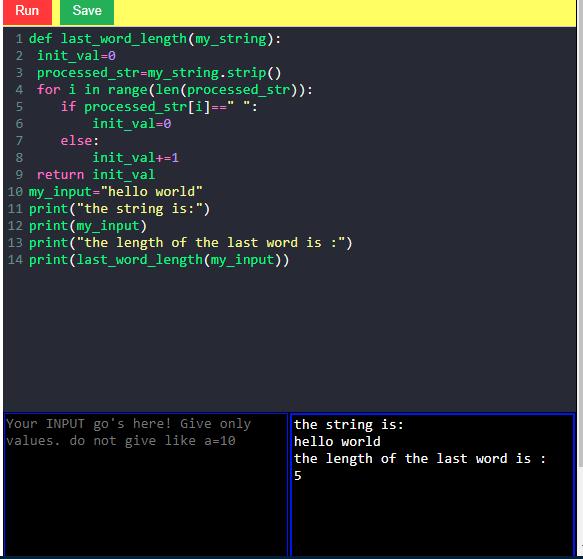 Run Save
1 def last_word_length(my_string):
2  init_val=0
3  processed_str=my_string.strip()
4  for i in range(len(processed_str)):
5     if processed_str[i]==" ":
6         init_val=0
7     else:
8         init_val+=1
9  return init_val
10 my_input="hello world"
11 print("the string is:")
12 print(my_input)
13 print("the length of the last word is :")
14 print(last_word_length(my_input))
Your INPUT go's here! Give only
values. do not give like a=10
the string is:
hello world
the length of the last word is :
5